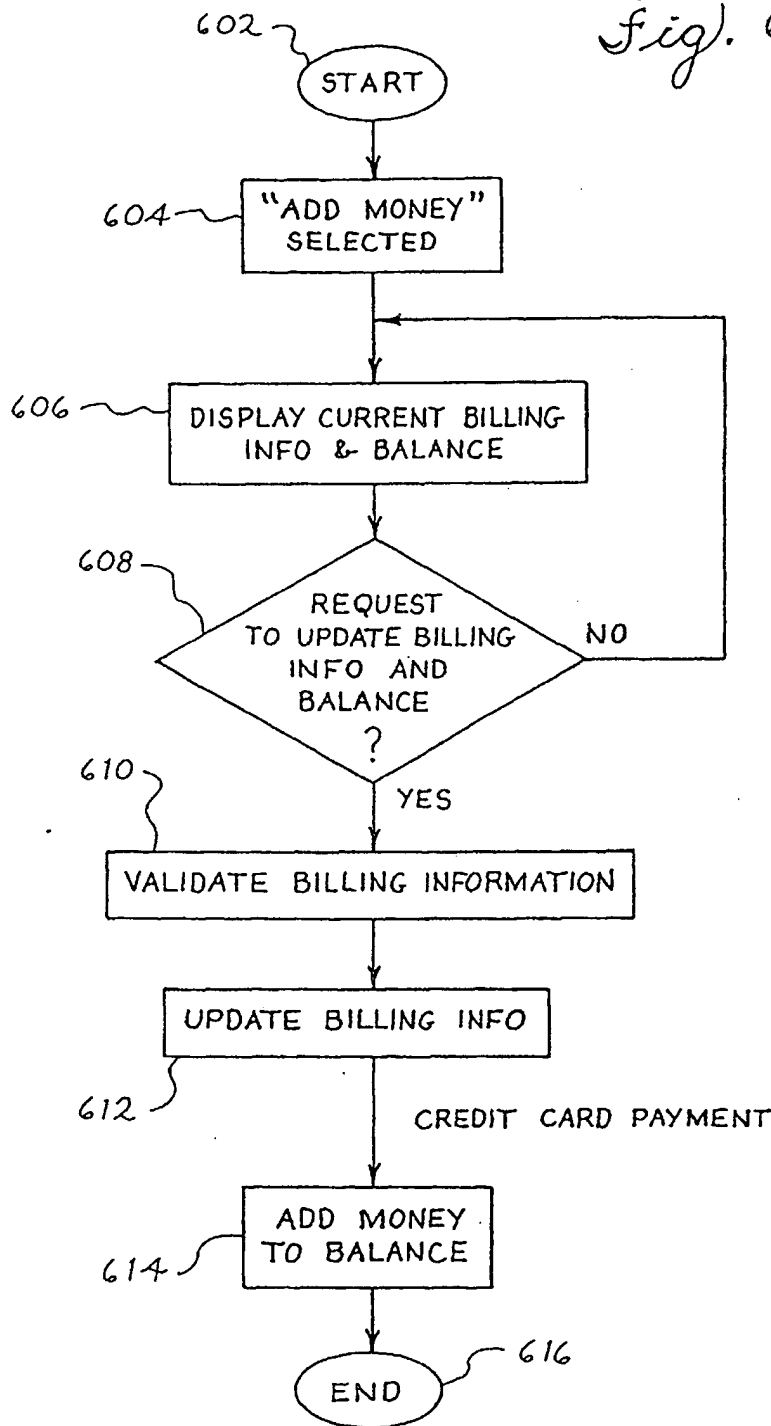 602
Fig. 6
START
604
"ADD MONEY"
SELECTED
606
DISPLAY CURRENT BILLING
INFO & BALANCE
608
REQUEST
TO UPDATE BILLING
INFO AND
BALANCE
?
NO
610
YES
VALIDATE BILLING INFORMATION
UPDATE BILLING INFO
612
CREDIT CARD PAYMENT
ADD MONEY
TO BALANCE
614
616
END